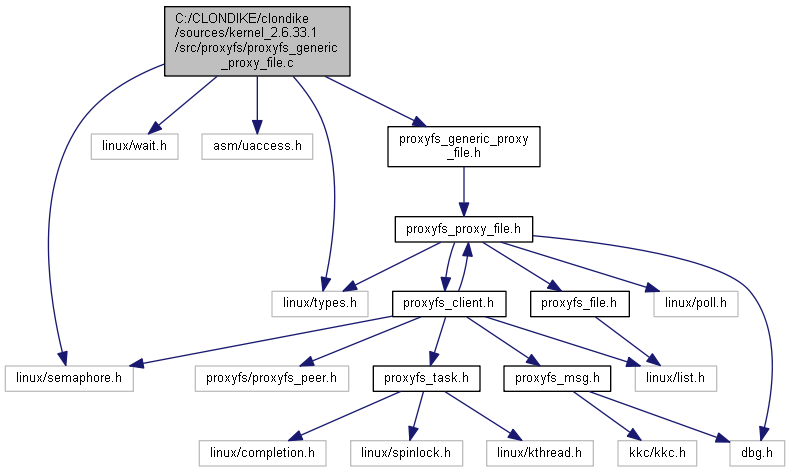 C:/CLONDIKE/clondike
/sources/kernel_2.6.33.1
/src/proxyfs/proxyfs_generic
_proxy_file.c
linux/wait.h
asm/uaccess.h
proxyfs_generic_proxy
_file.h
proxyfs_proxy_file.h
linux/types.h
proxyfs_client.h
proxyfs_file.h
linux/poll.h
linux/semaphore.h
proxyfs/proxyfs_peer.h
proxyfs_task.h
proxyfs_msg.h
linux/list.h
linux/completion.h
linux/spinlock.h
linux/kthread.h
kkc/kkc.h
dbg.h